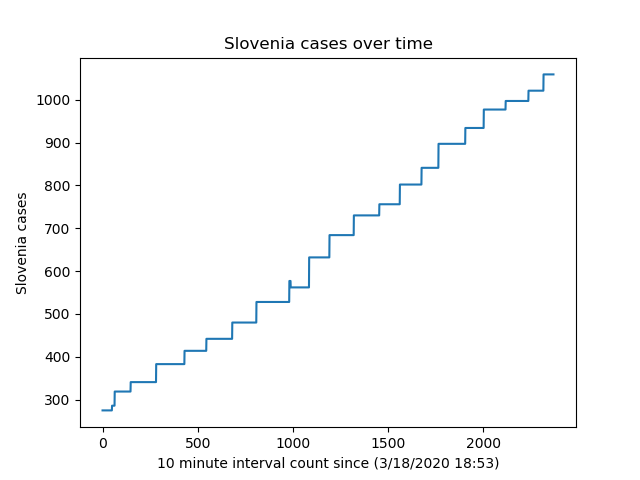 Slovenia cases over time
Slovenia cases
1000
900
800
700
600
500
400
300
0 500 1000 1500 2000
10 minute interval count since (3/18/2020 18:53)